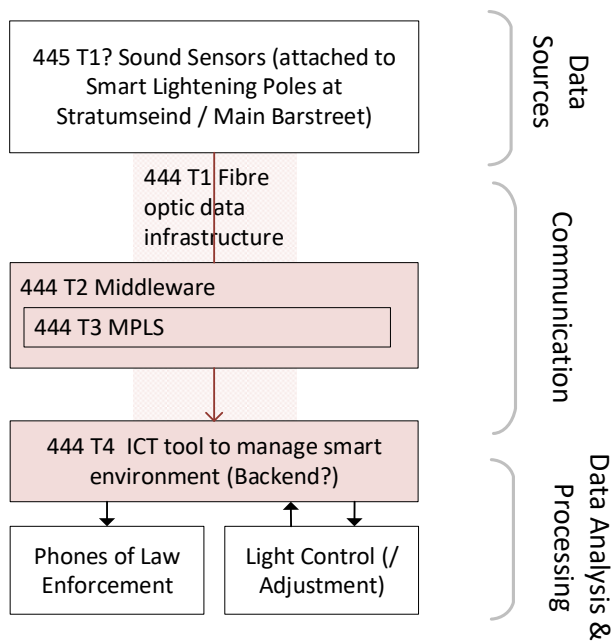 445 T1? Sound Sensors (attached to
Smart Lightening Poles at
Stratumseind / Main Barstreet)
Data
Sources
444 T1 Fibre
optic data
infrastructure
Communication
444 T2 Middleware
444 T3 MPLS
444 T4  ICT tool to manage smart
environment (Backend?)
Phones of Law
Enforcement
Light Control (/
Adjustment)
Data Analysis &
Processing